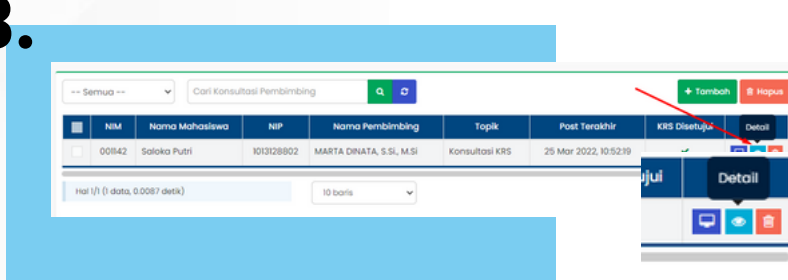 3.
-- Semua --
Cari Konsultasi Pembimbing
+ Tambah
Hapus
NIM Nama Mahasiswa NIP Nama Pembimbing Topik Post Terakhir KRS Disetujui Detail
001142 Saloka Putri 1013128802 MARTA DINATA, S.Si., M.Si Konsultasi KRS 25 Mar 2022, 10:52:19
Hal 1/1 (1 data, 0.0087 detik)
10 baris
jui Detail